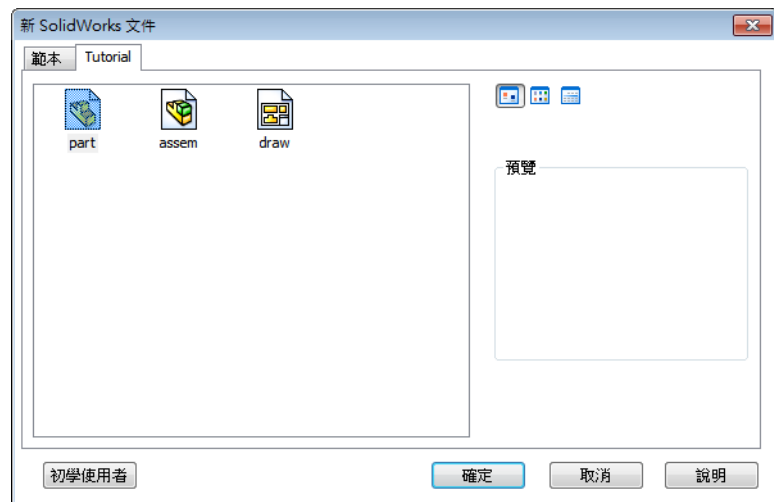 新 SolidWorks 文件
範本 Tutorial
part assem draw
預覽
初學使用者 確定 取消 說明